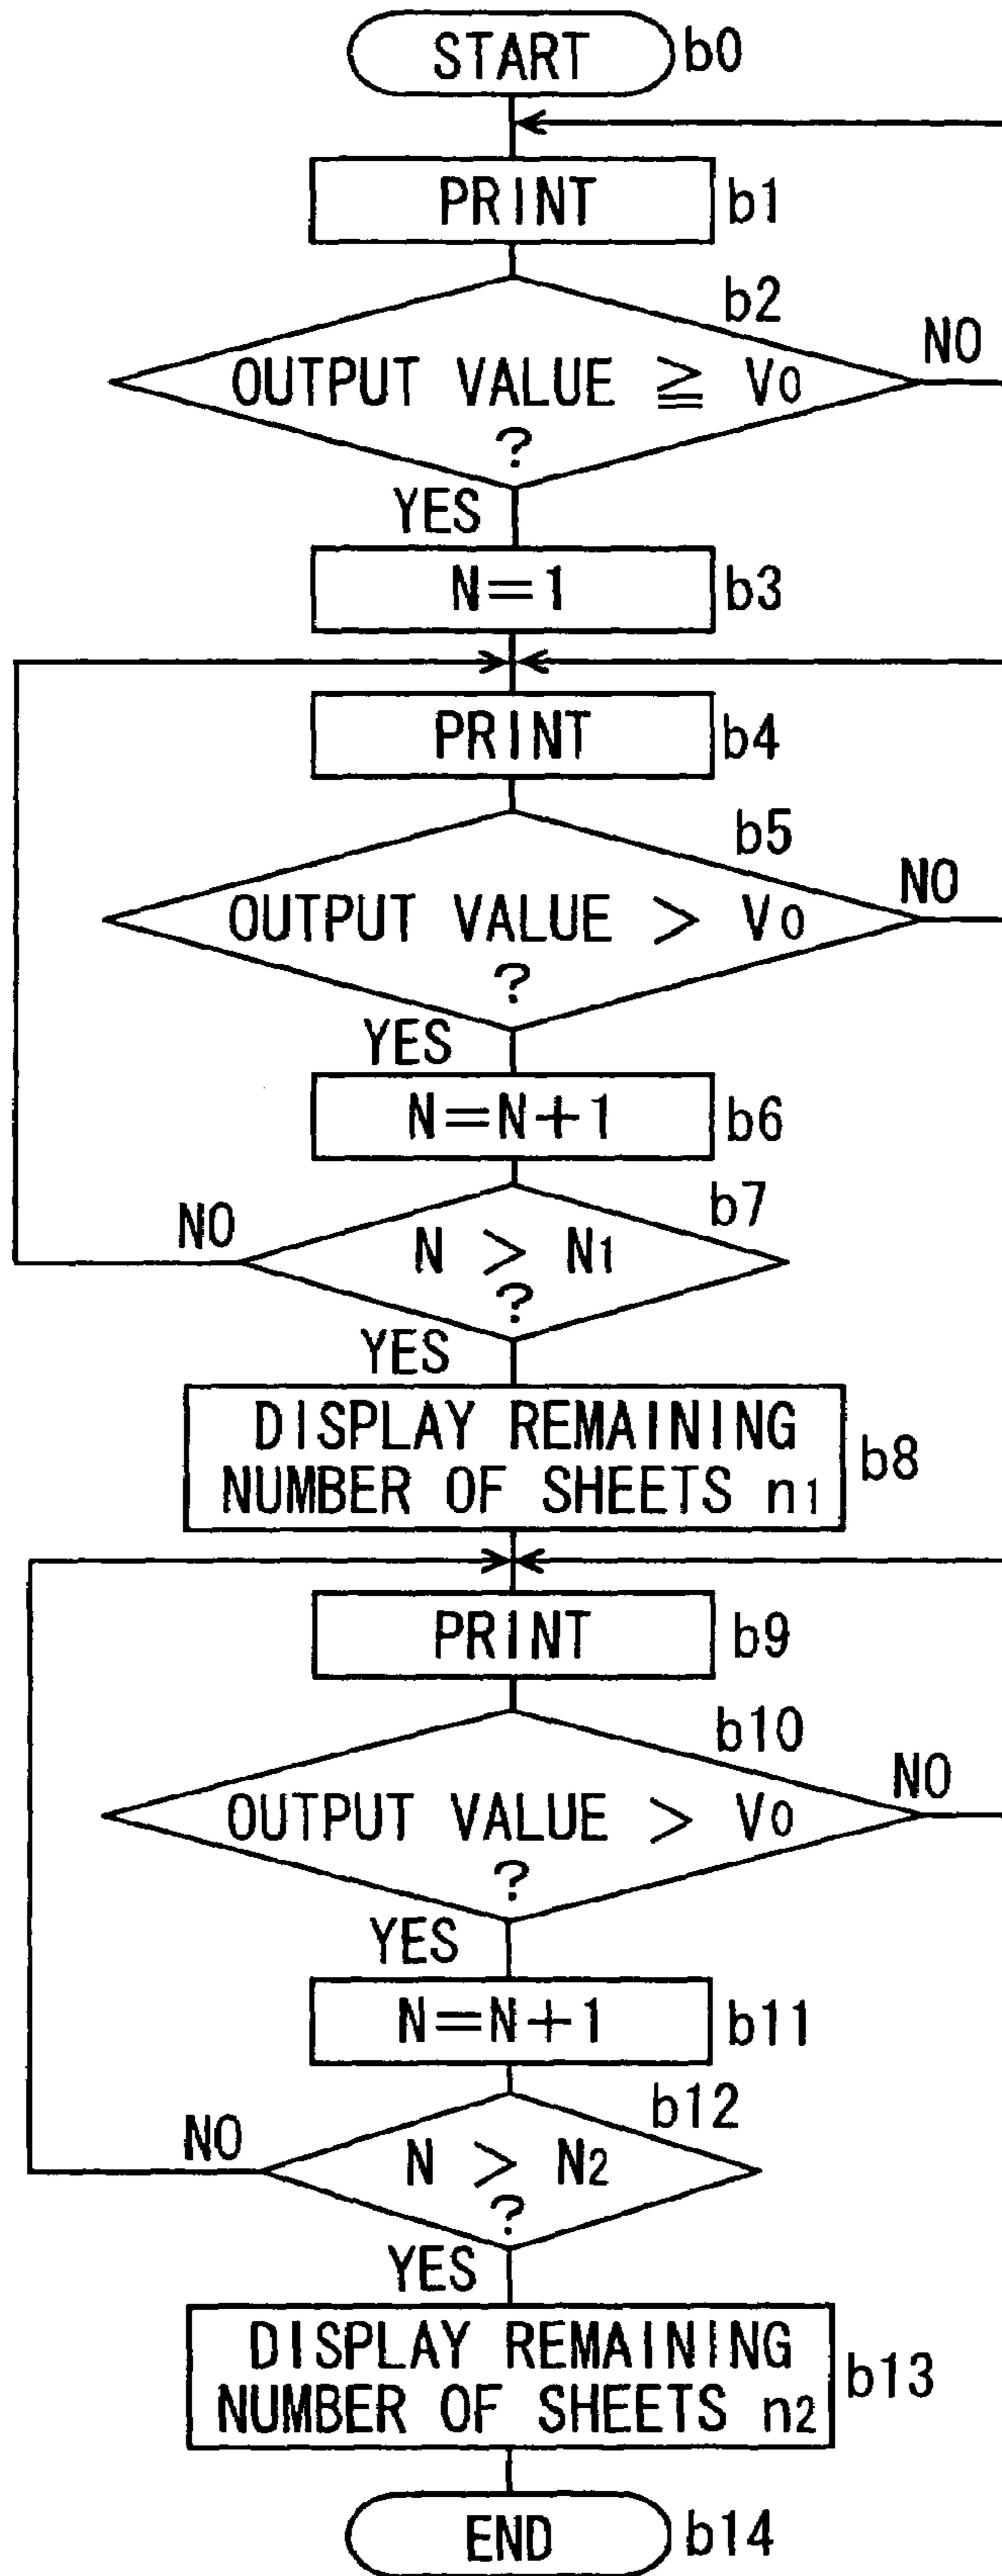 START b0
PRINT b1
b2
NO
OUTPUT VALUE ≧ V0
?
YES
N=1 b3
PRINT b4
b5
NO
OUTPUT VALUE > V0
?
YES
N=N+1 b6
b7
NO
N > N1
?
YES
DISPLAY REMAINING
NUMBER OF SHEETS n1
b8
PRINT b9
b10
NO
OUTPUT VALUE > V0
?
YES
N=N+1 b11
b12
NO
N > N2
?
YES
DISPLAY REMAINING
NUMBER OF SHEETS n2
b13
END b14